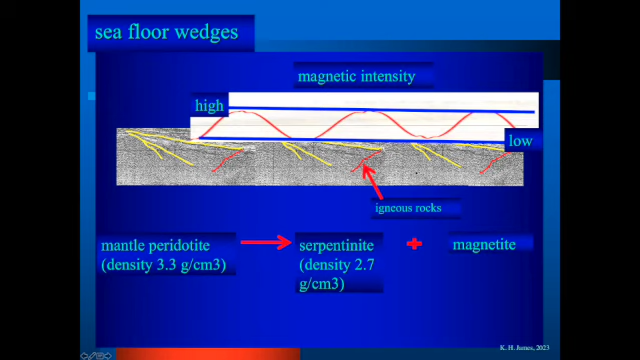 sea floor wedges
magnetic intensity
high
low
igneous rocks
mantle peridotite
(density 3.3 g/cm3)
serpentinite
(density 2.7
g/cm3)
+
magnetite
K. H. James, 2023